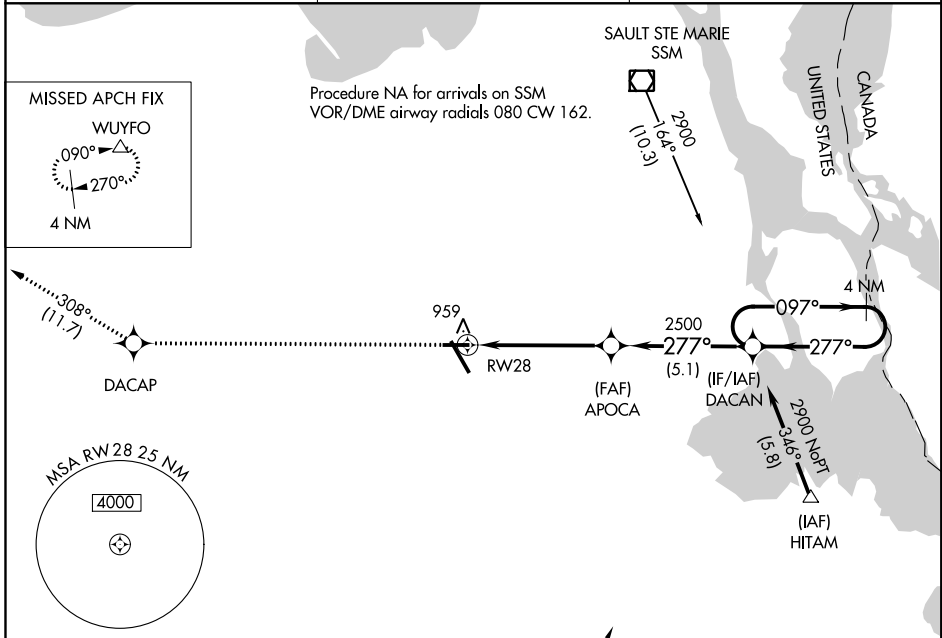 SAULT STE MARIE
SSM
MISSED APCH FIX
WUYFO
090°
270°
4 NM
Procedure NA for arrivals on SSM
VOR/DME airway radials 080 CW 162.
2900
164°
(10.3)
CANADA
UNITED STATES
308°
(11.7)
DACAP
959
RW28
(FAF)
APOCA
2500
277°
(5.1)
(IF/IAF)
DACAN
4 NM
097°
277°
2900 NoPT
346°
(5.8)
(IAF)
HITAM
MSA RW28 25 NM
4000